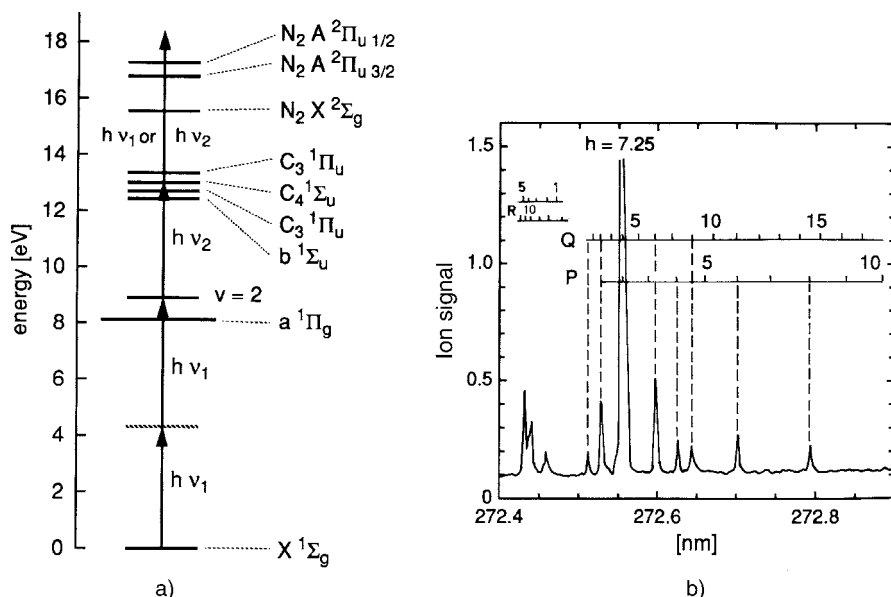 18
16
14
12
10
8
6
4
2
0
energy [eV]
N₂ A ²Π u 1/2
N₂ A ²Π u 3/2
N₂ X ²Σg
h ν₁ or h ν₂
C₃ ¹Πu
C₄ ¹Σu
C₃ ¹Πu
b ¹Σu
h ν₂
v = 2
a ¹Πg
h ν₁
h ν₁
X ¹Σg
a)
1.5
1.1
0.5
0
Ion signal
h = 7.25
5 1
R 10
5 10 15
Q
5 10
P
272.4 272.6 272.8
[nm]
b)